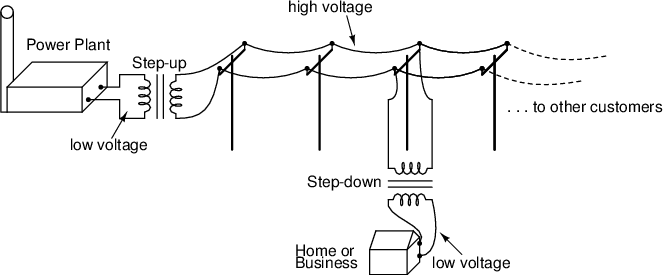 high voltage
Power Plant
Step-up
low voltage
. . . to other customers
Step-down
Home or
Business
low voltage